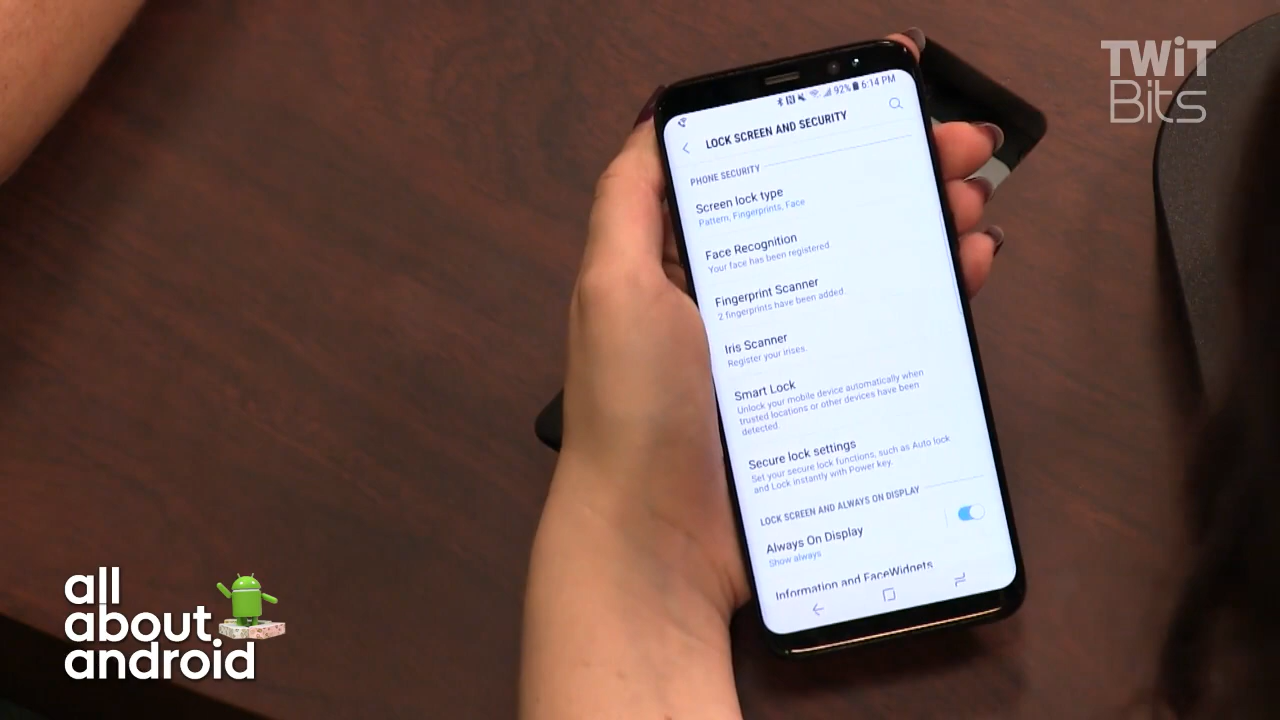 TWiT
Bits
92% 6:14 PM
LOCK SCREEN AND SECURITY
PHONE SECURITY
Screen lock type
Pattern, Fingerprints, Face
Face Recognition
Your face has been registered.
Fingerprint Scanner
2 fingerprints have been added.
Iris Scanner
Register your irises.
Smart Lock
Unlock your mobile device automatically when
trusted locations or other devices have been
detected.
Secure lock settings
Set your secure lock functions, such as Auto lock
and Lock instantly with Power key.
LOCK SCREEN AND ALWAYS ON DISPLAY
Always On Display
Show always
Information and FaceWidgets
all
about
android